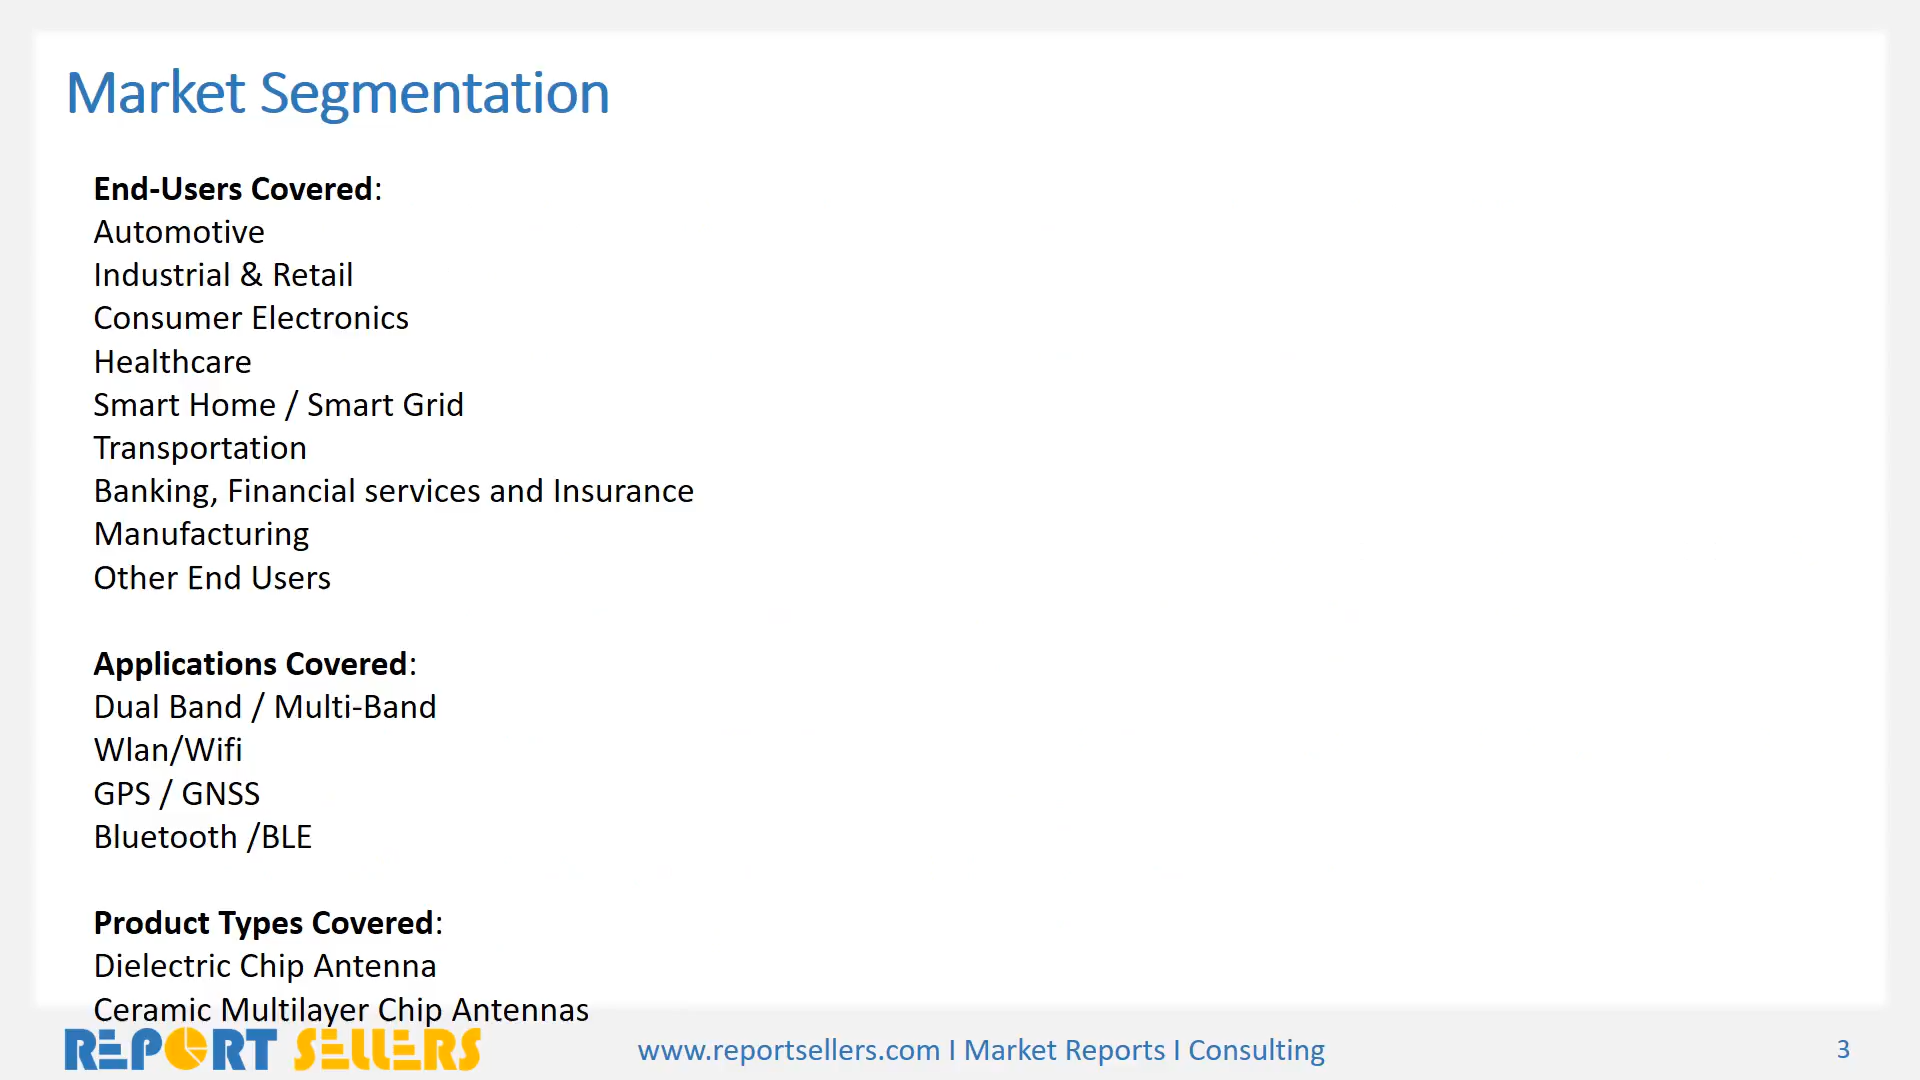 Market Segmentation
End-Users Covered:
Automotive
Industrial & Retail
Consumer Electronics
Healthcare
Smart Home / Smart Grid
Transportation
Banking, Financial services and Insurance
Manufacturing
Other End Users
Applications Covered:
Dual Band / Multi-Band
Wlan/Wifi
GPS / GNSS
Bluetooth /BLE
Product Types Covered:
Dielectric Chip Antenna
Ceramic Multilayer Chip Antennas
REPORT SELLERS
www.reportsellers.com I Market Reports I Consulting
3